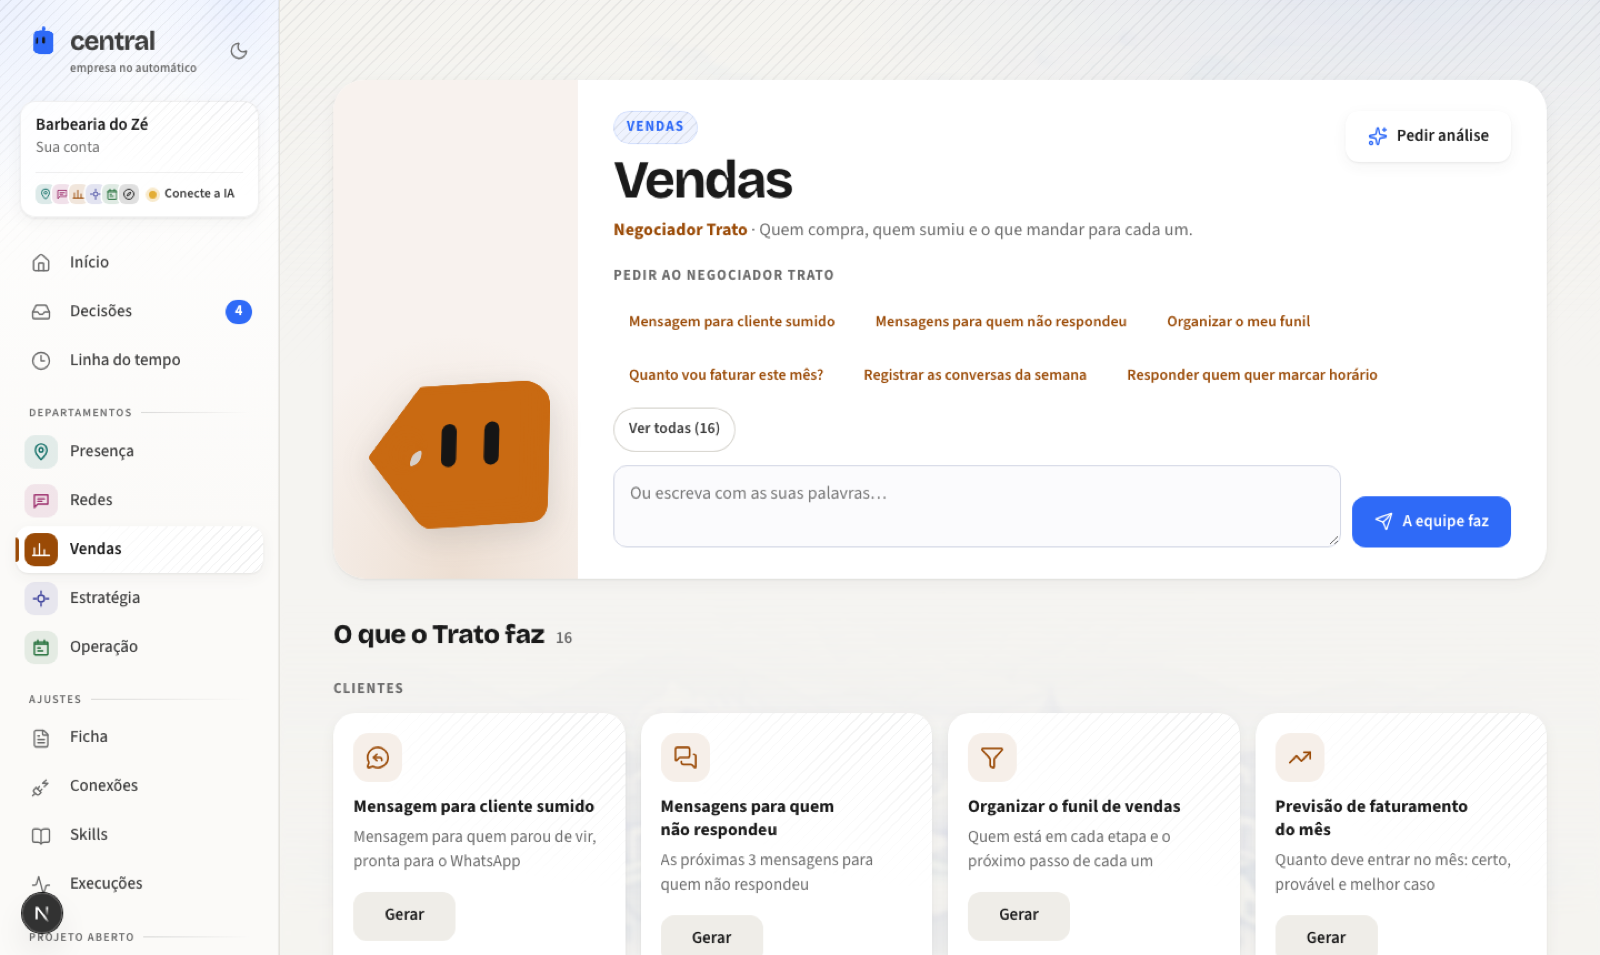 central
empresa no automático
Barbearia do Zé
Sua conta
Conecte a IA
Início
Decisões
4
Linha do tempo
DEPARTAMENTOS
Presença
Redes
Vendas
Estratégia
Operação
AJUSTES
Ficha
Conexões
Skills
Execuções
N
PROJETO ABERTO
VENDAS
Pedir análise
Vendas
Negociador Trato · Quem compra, quem sumiu e o que mandar para cada um.
PEDIR AO NEGOCIADOR TRATO
Mensagem para cliente sumido
Mensagens para quem não respondeu
Organizar o meu funil
Quanto vou faturar este mês?
Registrar as conversas da semana
Responder quem quer marcar horário
Ver todas (16)
Ou escreva com as suas palavras…
A equipe faz
O que o Trato faz 16
CLIENTES
Mensagem para cliente sumido
Mensagem para quem parou de vir,
pronta para o WhatsApp
Gerar
Mensagens para quem
não respondeu
As próximas 3 mensagens para
quem não respondeu
Gerar
Organizar o funil de vendas
Quem está em cada etapa e o
próximo passo de cada um
Gerar
Previsão de faturamento
do mês
Quanto deve entrar no mês: certo,
provável e melhor caso
Gerar